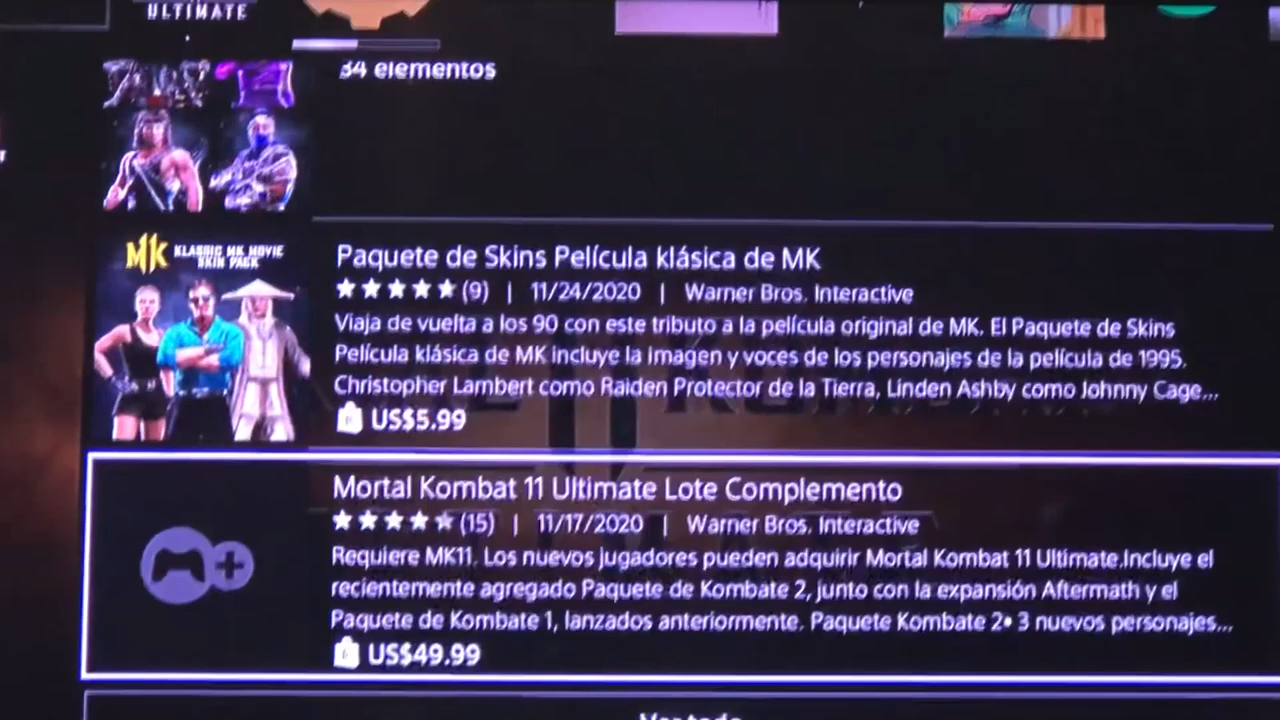 ULTIMATE
34 elementos
MK KLASSIC MK MOVIE
SKIN PACK
Paquete de Skins Película klásica de MK
(9) | 11/24/2020 | Warner Bros. Interactive
Viaja de vuelta a los 90 con este tributo a la película original de MK. El Paquete de Skins
Película klásica de MK incluye la imagen y voces de los personajes de la película de 1995.
Christopher Lambert como Raiden Protector de la Tierra, Linden Ashby como Johnny Cage...
US$5.99
Mortal Kombat 11 Ultimate Lote Complemento
(15) | 11/17/2020 | Warner Bros. Interactive
Requiere MK11. Los nuevos jugadores pueden adquirir Mortal Kombat 11 Ultimate.Incluye el
recientemente agregado Paquete de Kombate 2, junto con la expansión Aftermath y el
Paquete de Kombate 1, lanzados anteriormente. Paquete Kombate 2• 3 nuevos personajes...
US$49.99
Ver todo